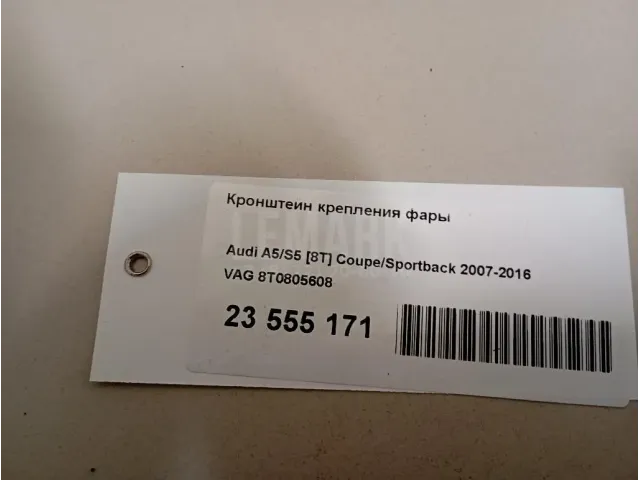 Кронштеин крепления фары
Audi A5/S5 [8T] Coupe/Sportback 2007-2016
VAG 8T0805608
23 555 171